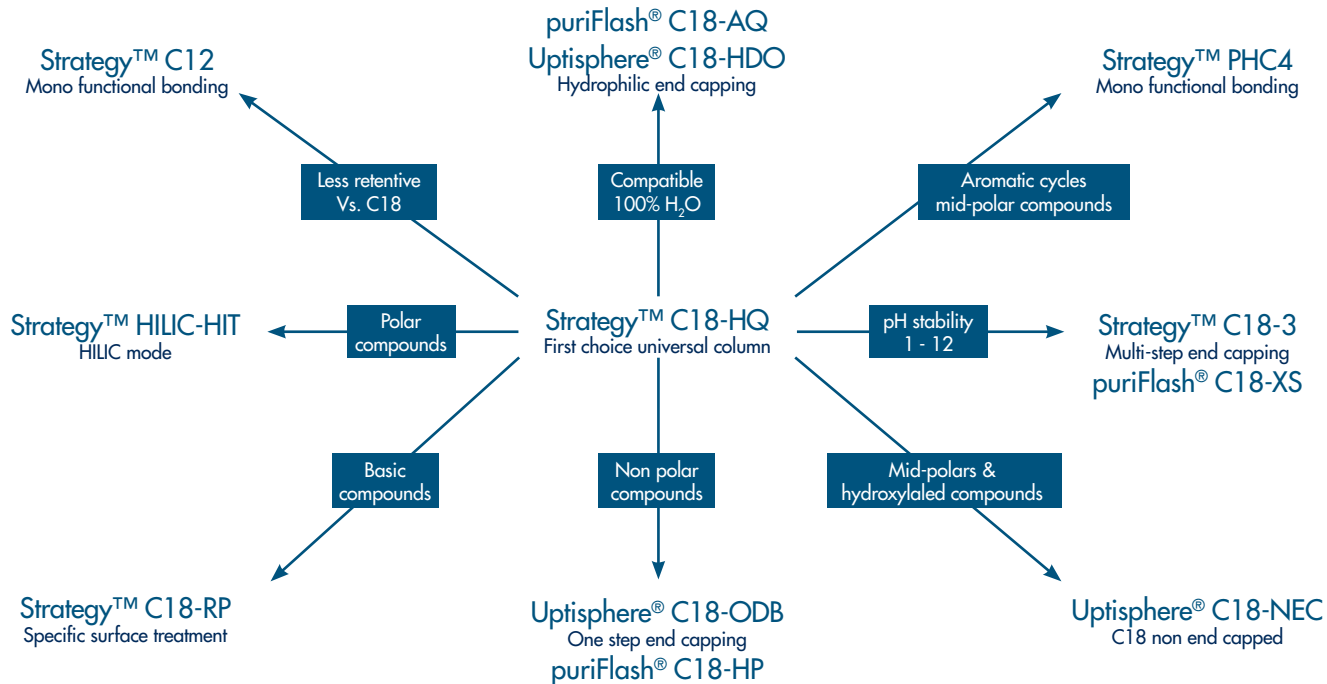 puriFlash® C18-AQ
Uptisphere® C18-HDO
Hydrophilic end capping
Strategy™ C12
Mono functional bonding
Strategy™ PHC4
Mono functional bonding
Less retentive
Vs. C18
Compatible
100% H₂O
Aromatic cycles
mid-polar compounds
Strategy™ HILIC-HIT
HILIC mode
Polar
compounds
Strategy™ C18-HQ
First choice universal column
pH stability
1 - 12
Strategy™ C18-3
Multi-step end capping
puriFlash® C18-XS
Basic
compounds
Non polar
compounds
Mid-polars &
hydroxylaled compounds
Strategy™ C18-RP
Specific surface treatment
Uptisphere® C18-ODB
One step end capping
puriFlash® C18-HP
Uptisphere® C18-NEC
C18 non end capped